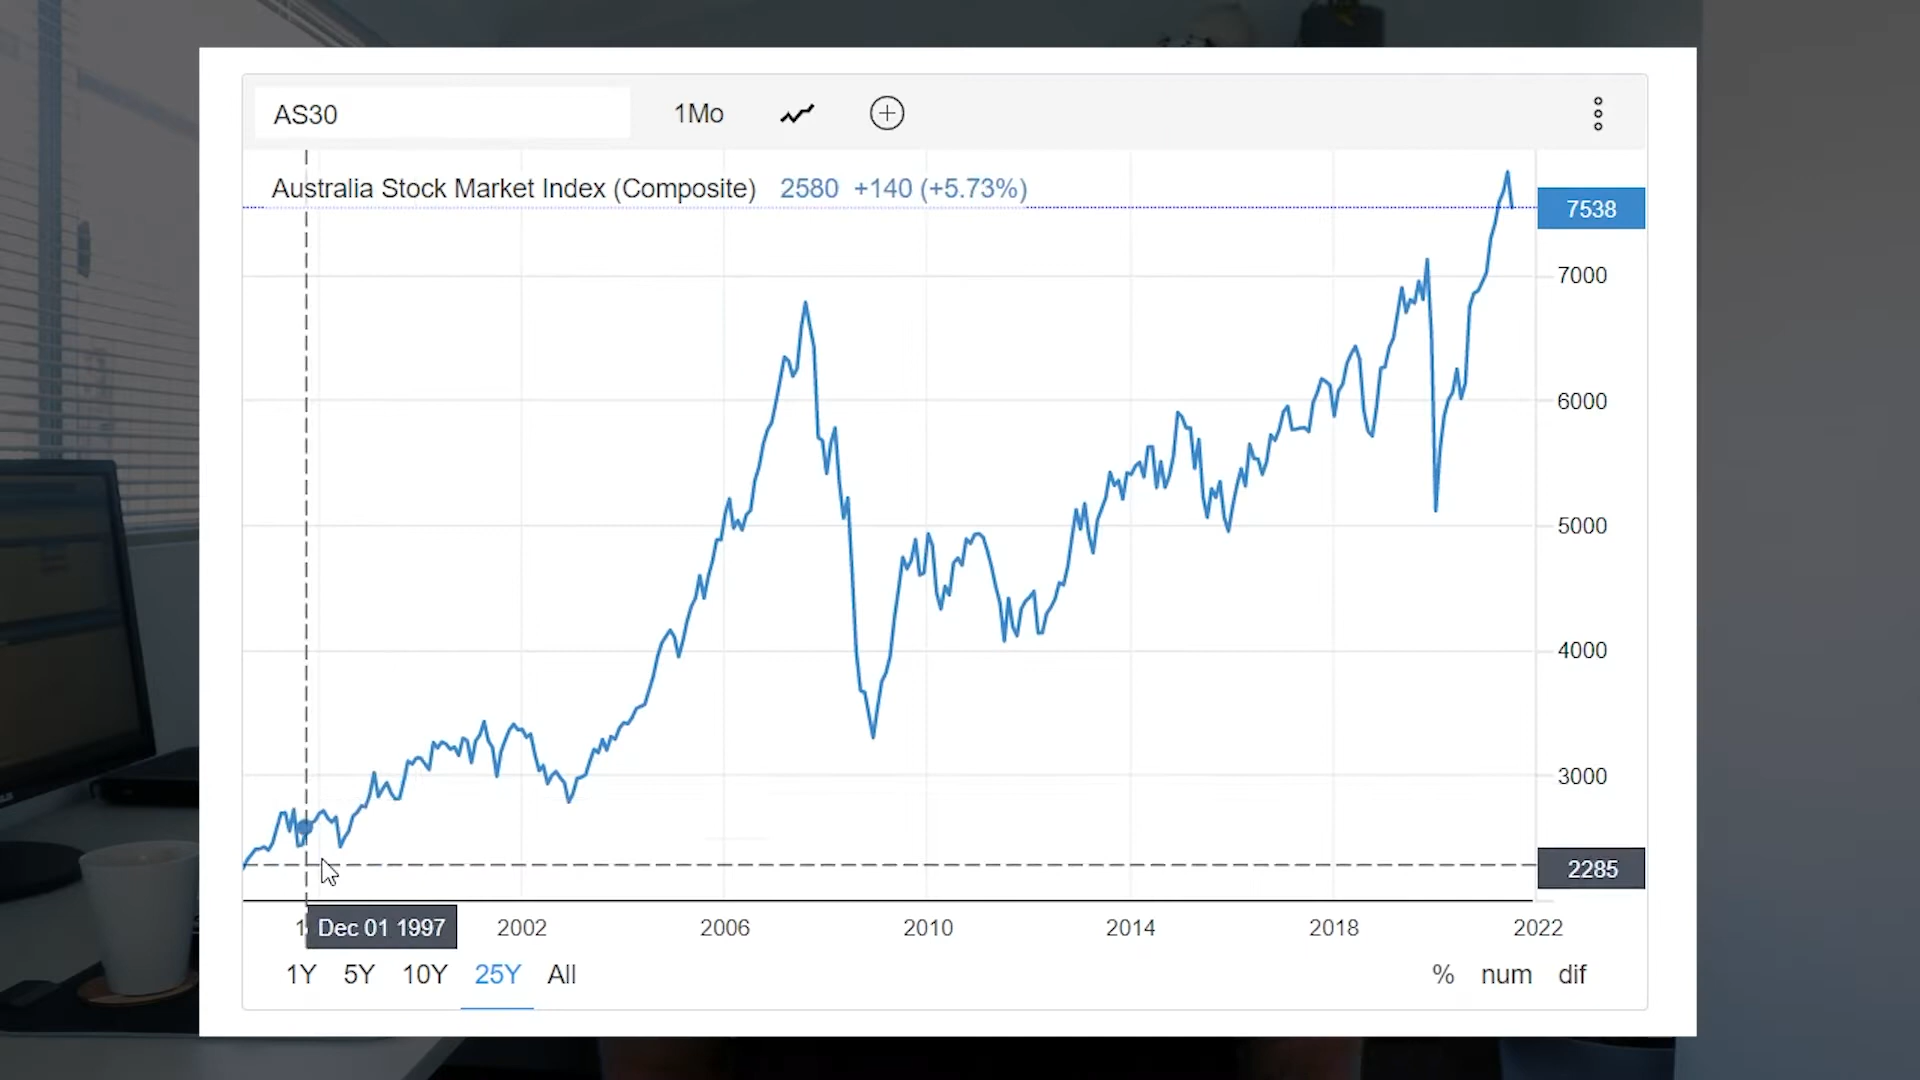 AS30 1Mo
Australia Stock Market Index (Composite) 2580 +140 (+5.73%)
7538
7000
6000
5000
4000
3000
2285
1 Dec 01 1997 2002 2006 2010 2014 2018 2022
1Y 5Y 10Y 25Y All % num dif